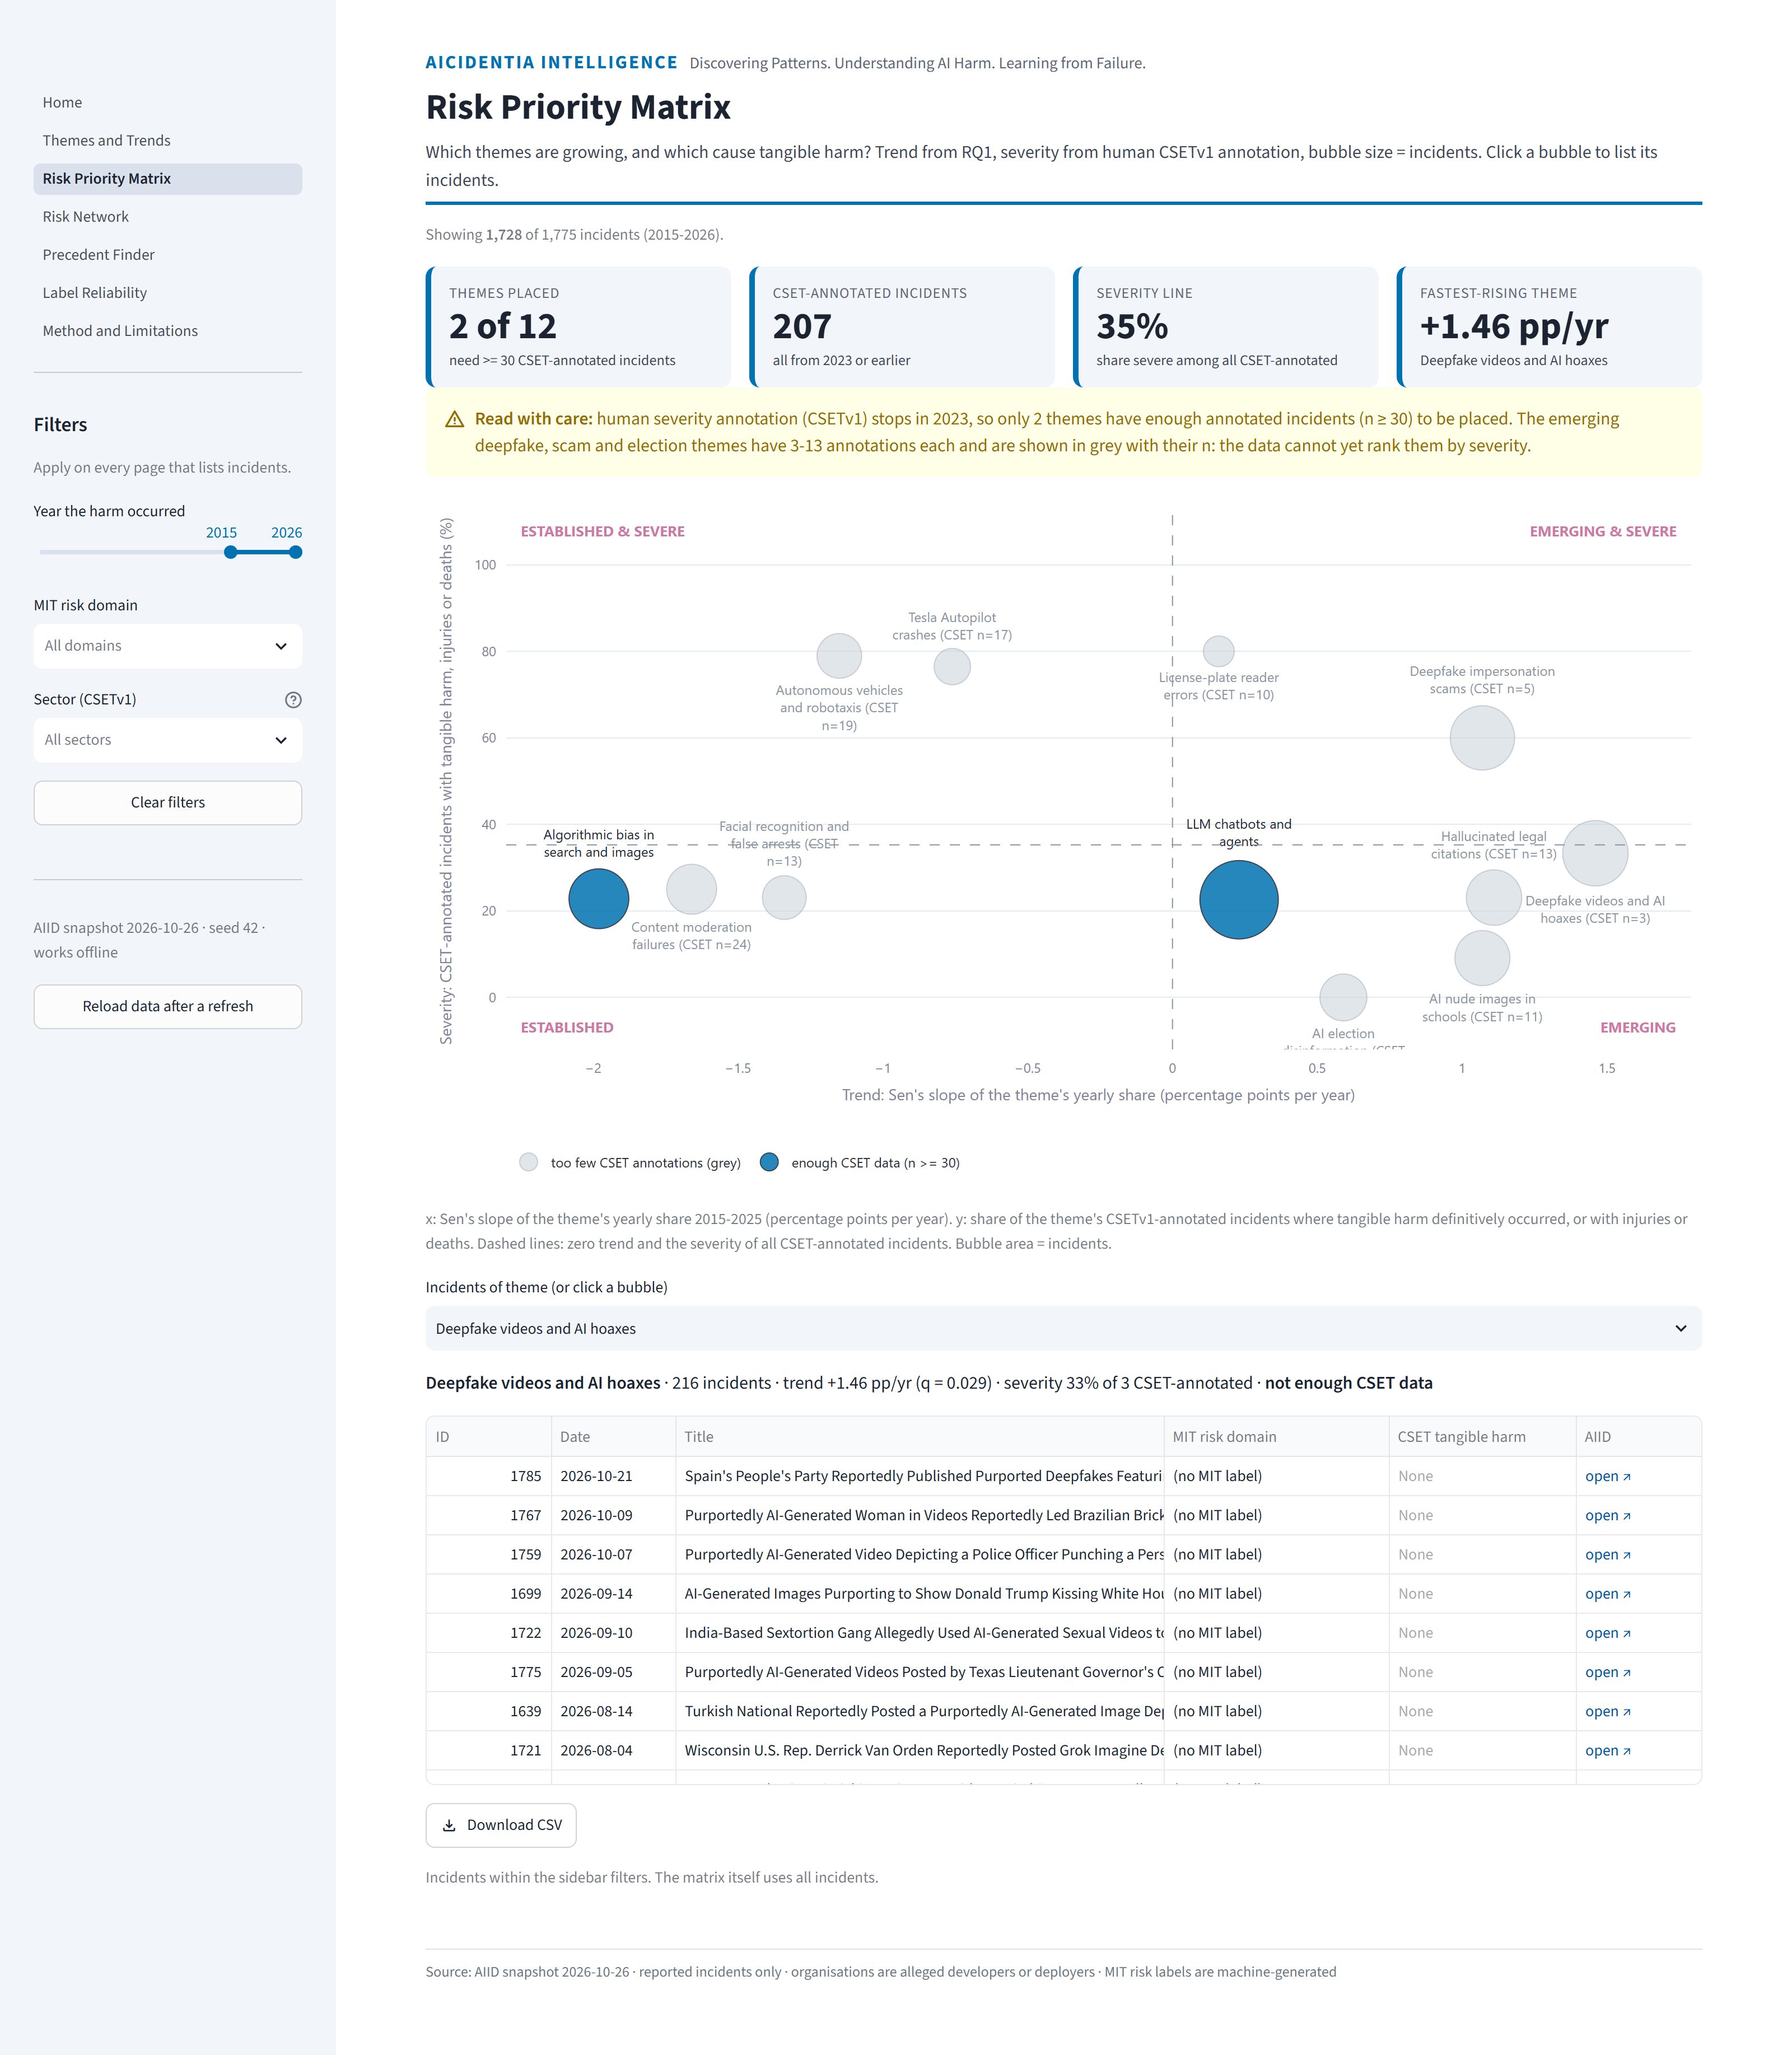 Home
Themes and Trends
Risk Priority Matrix
Risk Network
Precedent Finder
Label Reliability
Method and Limitations
Filters
Apply on every page that lists incidents.
Year the harm occurred
2015 2026
MIT risk domain
All domains
Sector (CSETv1)
All sectors
Clear filters
AIID snapshot 2026-10-26 · seed 42 ·
works offline
Reload data after a refresh
AICIDENTIA INTELLIGENCE Discovering Patterns. Understanding AI Harm. Learning from Failure.
Risk Priority Matrix
Which themes are growing, and which cause tangible harm? Trend from RQ1, severity from human CSETv1 annotation, bubble size = incidents. Click a bubble to list its
incidents.
Showing 1,728 of 1,775 incidents (2015-2026).
THEMES PLACED
2 of 12
need >= 30 CSET-annotated incidents
CSET-ANNOTATED INCIDENTS
207
all from 2023 or earlier
SEVERITY LINE
35%
share severe among all CSET-annotated
FASTEST-RISING THEME
+1.46 pp/yr
Deepfake videos and AI hoaxes
Read with care: human severity annotation (CSETv1) stops in 2023, so only 2 themes have enough annotated incidents (n ≥ 30) to be placed. The emerging
deepfake, scam and election themes have 3-13 annotations each and are shown in grey with their n: the data cannot yet rank them by severity.
Severity: CSET-annotated incidents with tangible harm, injuries or deaths (%)
ESTABLISHED & SEVERE
EMERGING & SEVERE
100
80
60
40
20
0
Tesla Autopilot
crashes (CSET n=17)
Autonomous vehicles
and robotaxis (CSET
n=19)
License-plate reader
errors (CSET n=10)
Deepfake impersonation
scams (CSET n=5)
Algorithmic bias in
search and images
Facial recognition and
false arrests (CSET
n=13)
Content moderation
failures (CSET n=24)
LLM chatbots and
agents
Hallucinated legal
citations (CSET n=13)
Deepfake videos and AI
hoaxes (CSET n=3)
AI nude images in
schools (CSET n=11)
AI election
disinformation (CSET
ESTABLISHED
EMERGING
−2 −1.5 −1 −0.5 0 0.5 1 1.5
Trend: Sen's slope of the theme's yearly share (percentage points per year)
too few CSET annotations (grey) enough CSET data (n >= 30)
x: Sen's slope of the theme's yearly share 2015-2025 (percentage points per year). y: share of the theme's CSETv1-annotated incidents where tangible harm definitively occurred, or with injuries or
deaths. Dashed lines: zero trend and the severity of all CSET-annotated incidents. Bubble area = incidents.
Incidents of theme (or click a bubble)
Deepfake videos and AI hoaxes
Deepfake videos and AI hoaxes · 216 incidents · trend +1.46 pp/yr (q = 0.029) · severity 33% of 3 CSET-annotated · not enough CSET data
ID Date Title MIT risk domain CSET tangible harm AIID
1785 2026-10-21 Spain's People's Party Reportedly Published Purported Deepfakes Featuri (no MIT label) None open ↗
1767 2026-10-09 Purportedly AI-Generated Woman in Videos Reportedly Led Brazilian Brick (no MIT label) None open ↗
1759 2026-10-07 Purportedly AI-Generated Video Depicting a Police Officer Punching a Pers (no MIT label) None open ↗
1699 2026-09-14 AI-Generated Images Purporting to Show Donald Trump Kissing White Hou (no MIT label) None open ↗
1722 2026-09-10 India-Based Sextortion Gang Allegedly Used AI-Generated Sexual Videos to (no MIT label) None open ↗
1775 2026-09-05 Purportedly AI-Generated Videos Posted by Texas Lieutenant Governor's C (no MIT label) None open ↗
1639 2026-08-14 Turkish National Reportedly Posted a Purportedly AI-Generated Image Dep (no MIT label) None open ↗
1721 2026-08-04 Wisconsin U.S. Rep. Derrick Van Orden Reportedly Posted Grok Imagine De (no MIT label) None open ↗
Download CSV
Incidents within the sidebar filters. The matrix itself uses all incidents.
Source: AIID snapshot 2026-10-26 · reported incidents only · organisations are alleged developers or deployers · MIT risk labels are machine-generated